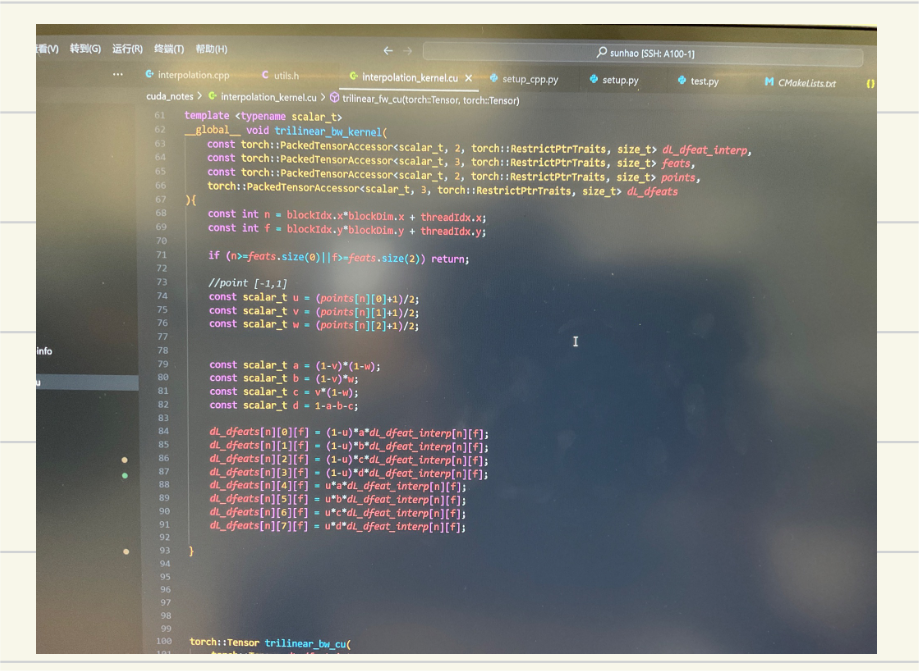 查看(V) 转到(G) 运行(R) 终端(T) 帮助(H) ← → sunhao [SSH: A100-1]
··· interpolation.cpp utils.h interpolation_kernel.cu × setup_cpp.py setup.py test.py CMakeLists.txt {}
cuda_notes > interpolation_kernel.cu > trilinear_fw_cu(torch::Tensor, torch::Tensor)
61 template <typename scalar_t>
62 __global__ void trilinear_bw_kernel(
63 const torch::PackedTensorAccessor<scalar_t, 2, torch::RestrictPtrTraits, size_t> dL_dfeat_interp,
64 const torch::PackedTensorAccessor<scalar_t, 3, torch::RestrictPtrTraits, size_t> feats,
65 const torch::PackedTensorAccessor<scalar_t, 2, torch::RestrictPtrTraits, size_t> points,
66 torch::PackedTensorAccessor<scalar_t, 3, torch::RestrictPtrTraits, size_t> dL_dfeats
67 ){
68 const int n = blockIdx.x*blockDim.x + threadIdx.x;
69 const int f = blockIdx.y*blockDim.y + threadIdx.y;
70
71 if (n>=feats.size(0)||f>=feats.size(2)) return;
72
73 //point [-1,1]
74 const scalar_t u = (points[n][0]+1)/2;
75 const scalar_t v = (points[n][1]+1)/2;
76 const scalar_t w = (points[n][2]+1)/2;
77
78
info
79 const scalar_t a = (1-v)*(1-w);
80 const scalar_t b = (1-v)*w;
u
81 const scalar_t c = v*(1-w);
82 const scalar_t d = 1-a-b-c;
83
84 dL_dfeats[n][0][f] = (1-u)*a*dL_dfeat_interp[n][f];
85 dL_dfeats[n][1][f] = (1-u)*b*dL_dfeat_interp[n][f];
86 dL_dfeats[n][2][f] = (1-u)*c*dL_dfeat_interp[n][f];
87 dL_dfeats[n][3][f] = (1-u)*d*dL_dfeat_interp[n][f];
88 dL_dfeats[n][4][f] = u*a*dL_dfeat_interp[n][f];
89 dL_dfeats[n][5][f] = u*b*dL_dfeat_interp[n][f];
90 dL_dfeats[n][6][f] = u*c*dL_dfeat_interp[n][f];
91 dL_dfeats[n][7][f] = u*d*dL_dfeat_interp[n][f];
92
93 }
94
95
96
97
98
99
100 torch::Tensor trilinear_bw_cu(